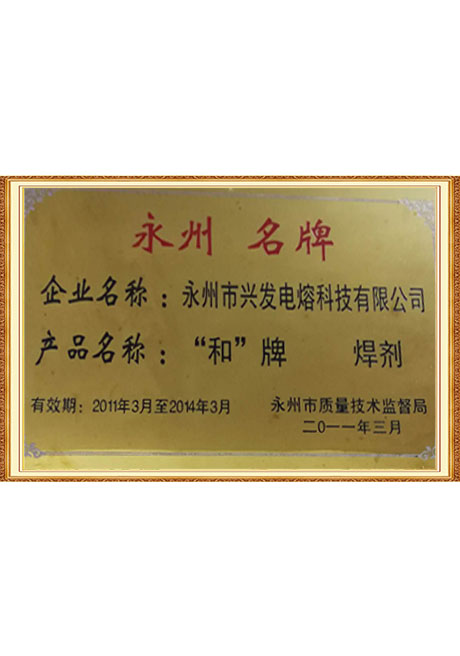 永州 名牌
企业名称：永州市兴发电熔科技有限公司
产品名称：“和”牌 焊剂
有效期：2011年3月至2014年3月 永州市质量技术监督局
二〇一一年三月